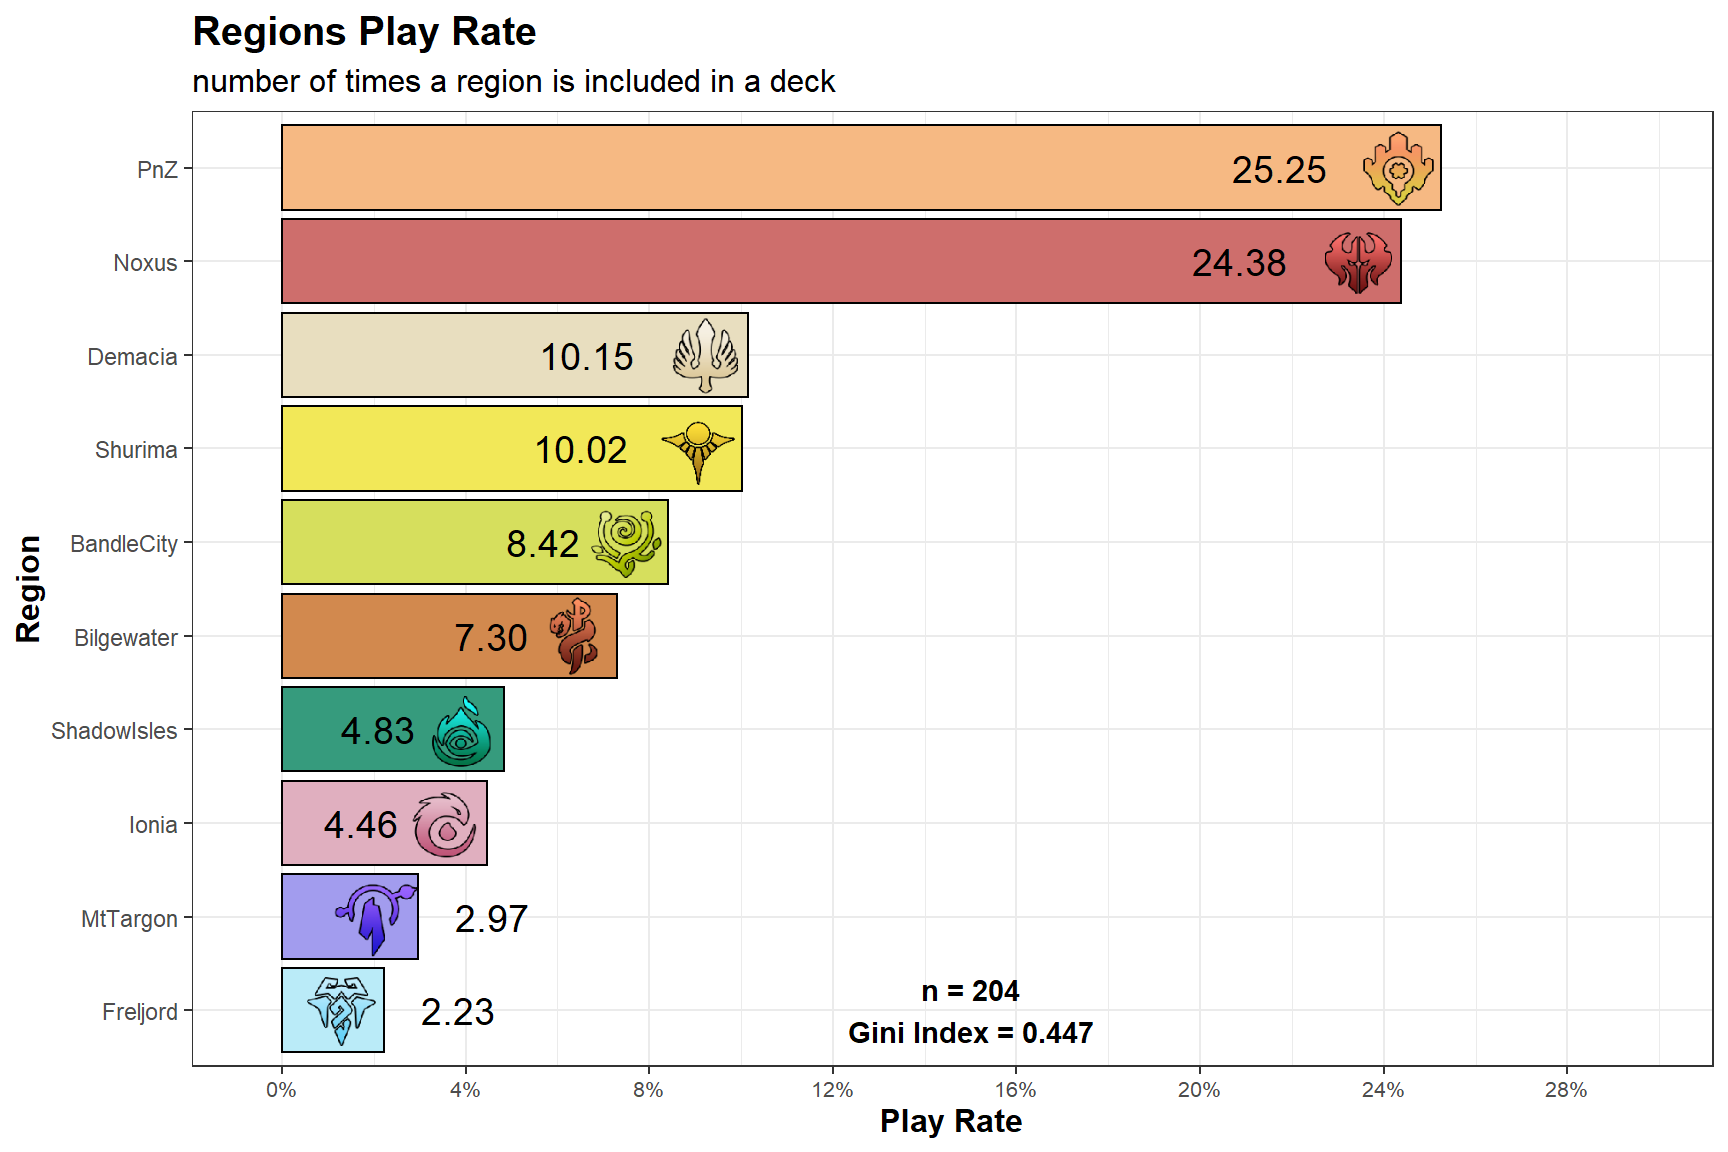 Regions Play Rate
number of times a region is included in a deck
PnZ
25.25
Noxus
24.38
Demacia
10.15
Shurima
10.02
BandleCity
8.42
Bilgewater
7.30
ShadowIsles
4.83
Ionia
4.46
MtTargon
2.97
Freljord
2.23
n = 204
Gini Index = 0.447
Region
0% 4% 8% 12% 16% 20% 24% 28%
Play Rate